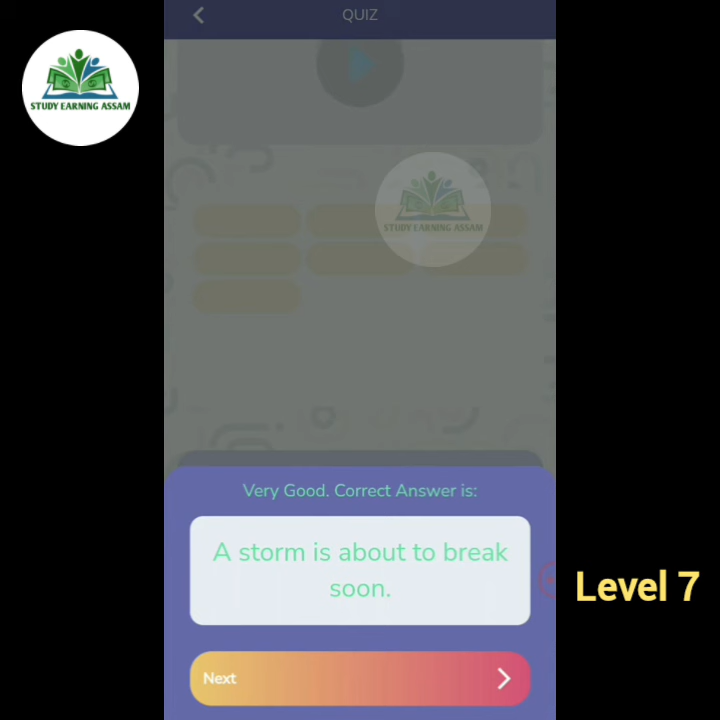 QUIZ
STUDY EARNING ASSAM
STUDY EARNING ASSAM
Very Good. Correct Answer is:
A storm is about to break
soon.
Level 7
Next